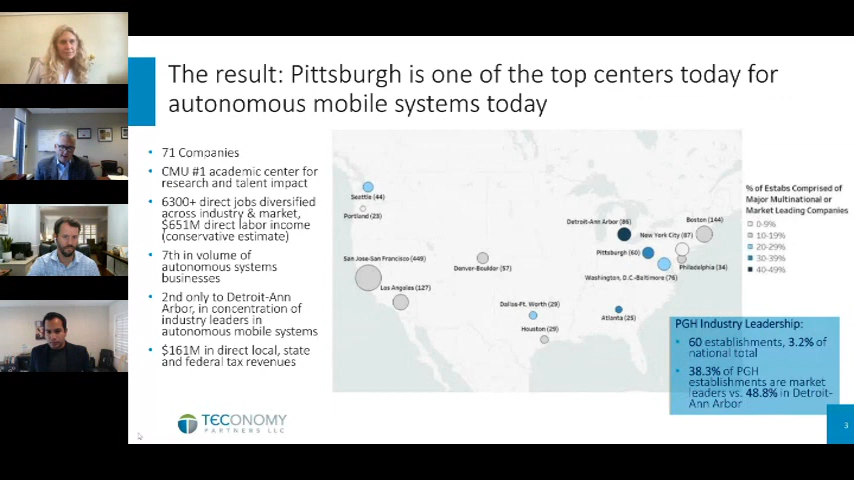 The result: Pittsburgh is one of the top centers today for
autonomous mobile systems today
• 71 Companies
• CMU #1 academic center for
research and talent impact
• 6300+ direct jobs diversified
across industry & market,
$651M direct labor income
(conservative estimate)
• 7th in volume of
autonomous systems
businesses
• 2nd only to Detroit-Ann
Arbor, in concentration of
industry leaders in
autonomous mobile systems
• $161M in direct local, state
and federal tax revenues
Seattle (44)
Portland (23)
San Jose-San Francisco (449)
Los Angeles (127)
Denver-Boulder (57)
Dallas-Ft. Worth (29)
Houston (29)
Detroit-Ann Arbor (86)
Boston (144)
New York City (87)
Pittsburgh (60)
Philadelphia (34)
Washington, D.C.-Baltimore (76)
Atlanta (25)
% of Estabs Comprised of
Major Multinational or
Market Leading Companies
0-9%
10-19%
20-29%
30-39%
40-49%
PGH Industry Leadership:
• 60 establishments, 3.2% of
national total
• 38.3% of PGH
establishments are market
leaders vs. 48.8% in Detroit-
Ann Arbor
TECONOMY
PARTNERS LLC
3